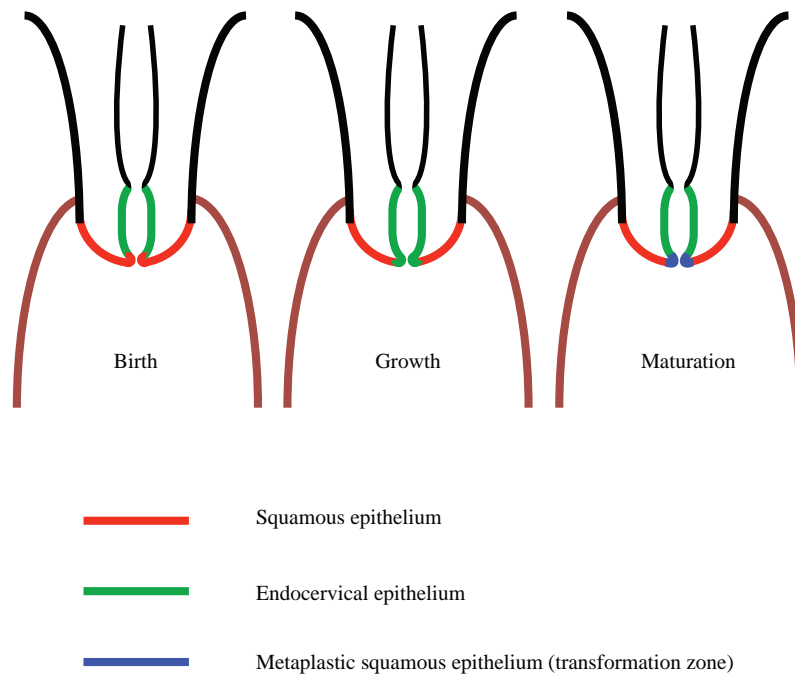 Birth
Growth
Maturation
Squamous epithelium
Endocervical epithelium
Metaplastic squamous epithelium (transformation zone)